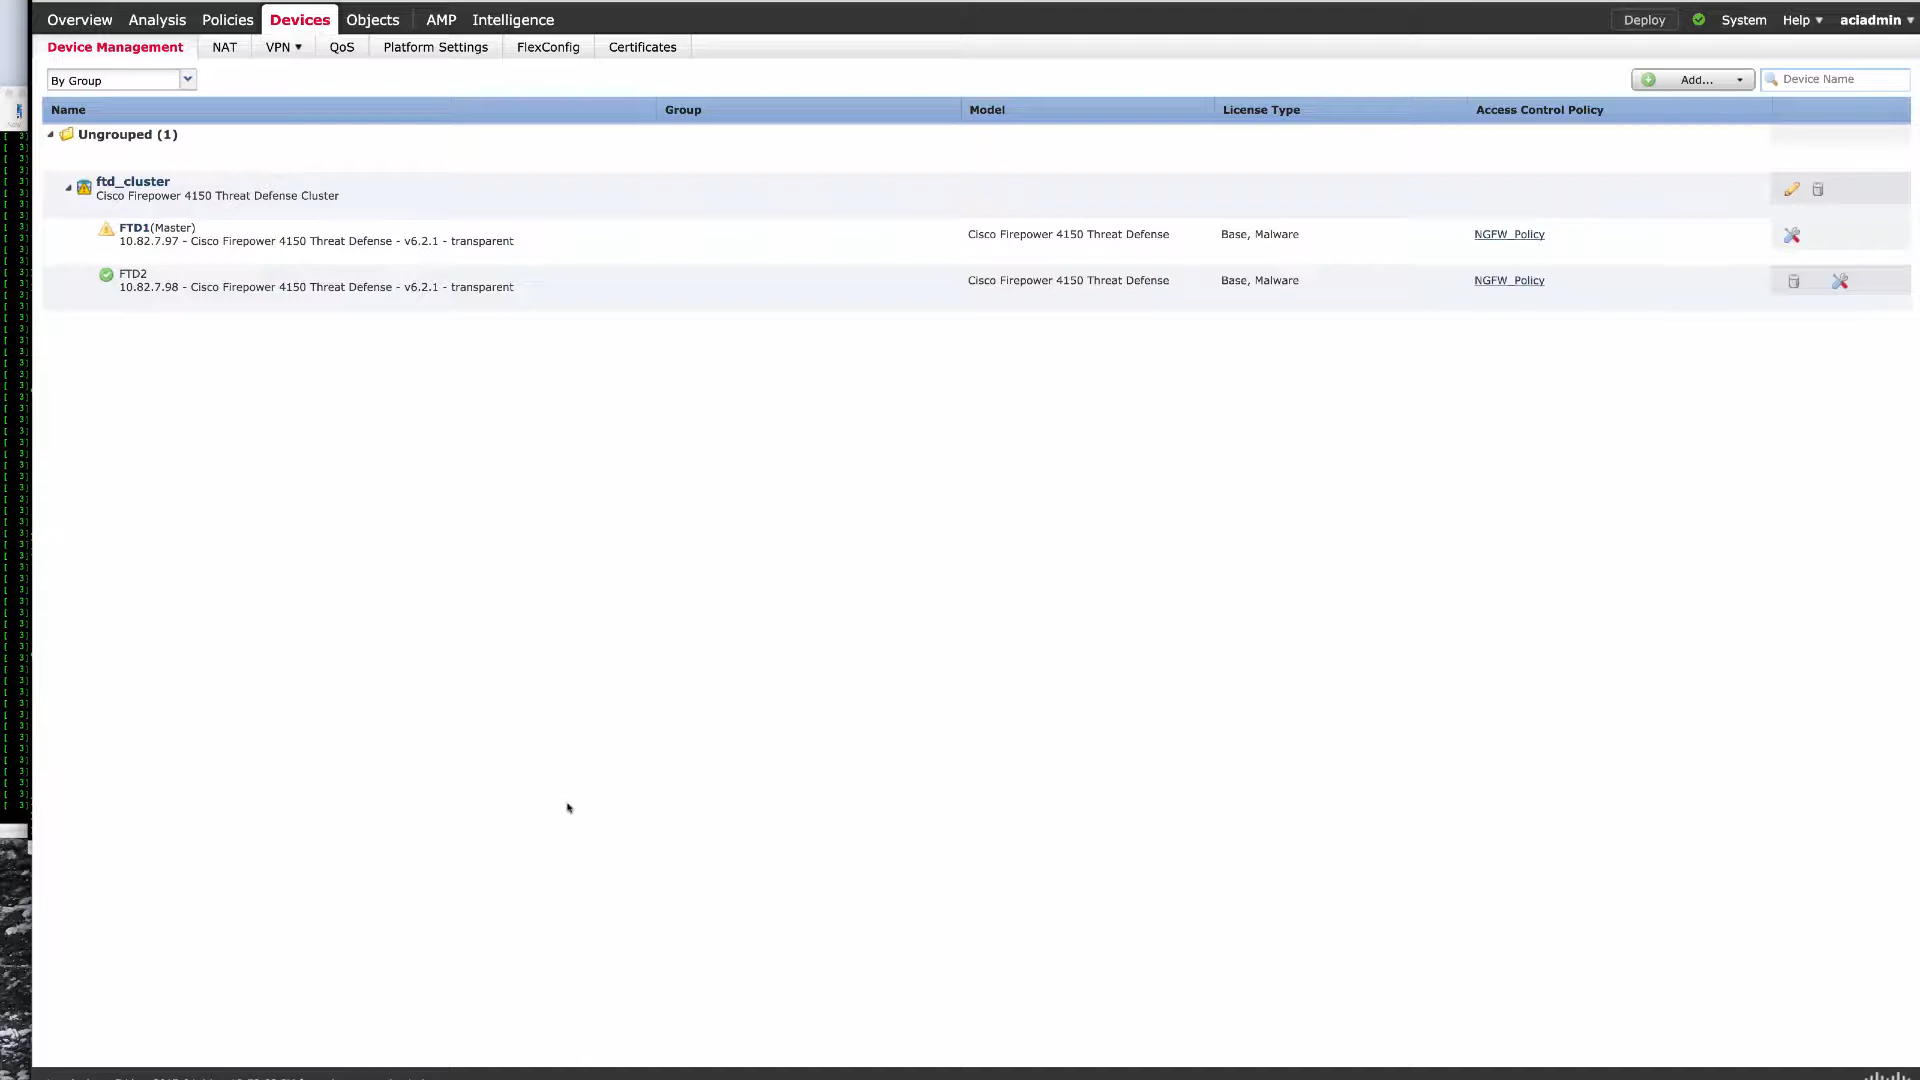 Overview Analysis Policies Devices Objects AMP Intelligence Deploy System Help ▼ aciadmin ▼
Device Management NAT VPN ▼ QoS Platform Settings FlexConfig Certificates
By Group Add... Device Name
Name Group Model License Type Access Control Policy
Ungrouped (1)
ftd_cluster
Cisco Firepower 4150 Threat Defense Cluster
FTD1(Master)
10.82.7.97 - Cisco Firepower 4150 Threat Defense - v6.2.1 - transparent Cisco Firepower 4150 Threat Defense Base, Malware NGFW_Policy
FTD2
10.82.7.98 - Cisco Firepower 4150 Threat Defense - v6.2.1 - transparent Cisco Firepower 4150 Threat Defense Base, Malware NGFW_Policy